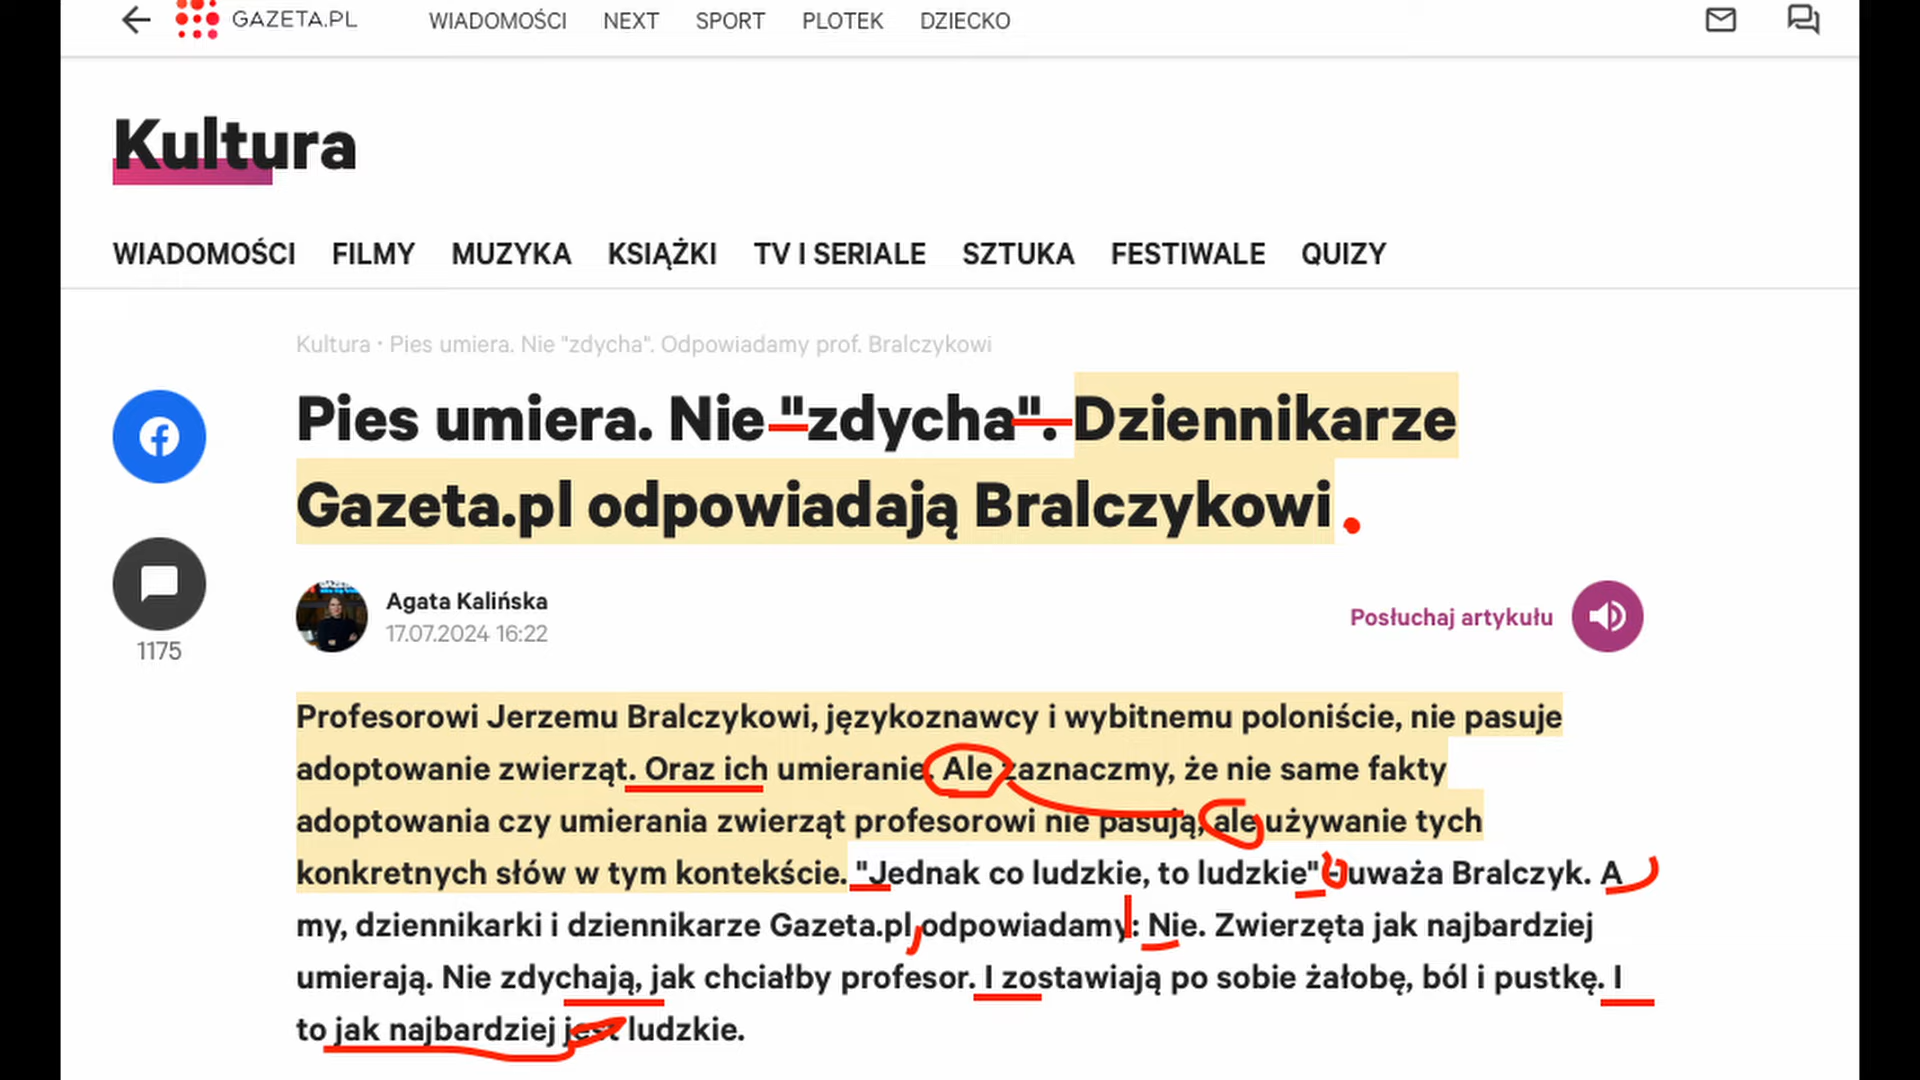 GAZETA.PL WIADOMOŚCI NEXT SPORT PLOTEK DZIECKO
Kultura
WIADOMOŚCI FILMY MUZYKA KSIĄŻKI TV I SERIALE SZTUKA FESTIWALE QUIZY
Kultura • Pies umiera. Nie "zdycha". Odpowiadamy prof. Bralczykowi
Pies umiera. Nie "zdycha". Dziennikarze
Gazeta.pl odpowiadają Bralczykowi
Agata Kalińska
17.07.2024 16:22
Posłuchaj artykułu
1175
Profesorowi Jerzemu Bralczykowi, językoznawcy i wybitnemu poloniście, nie pasuje
adoptowanie zwierząt. Oraz ich umieranie. Ale zaznaczmy, że nie same fakty
adoptowania czy umierania zwierząt profesorowi nie pasują, ale używanie tych
konkretnych słów w tym kontekście. "Jednak co ludzkie, to ludzkie" - uważa Bralczyk. A
my, dziennikarki i dziennikarze Gazeta.pl odpowiadamy: Nie. Zwierzęta jak najbardziej
umierają. Nie zdychają, jak chciałby profesor. I zostawiają po sobie żałobę, ból i pustkę. I
to jak najbardziej jest ludzkie.